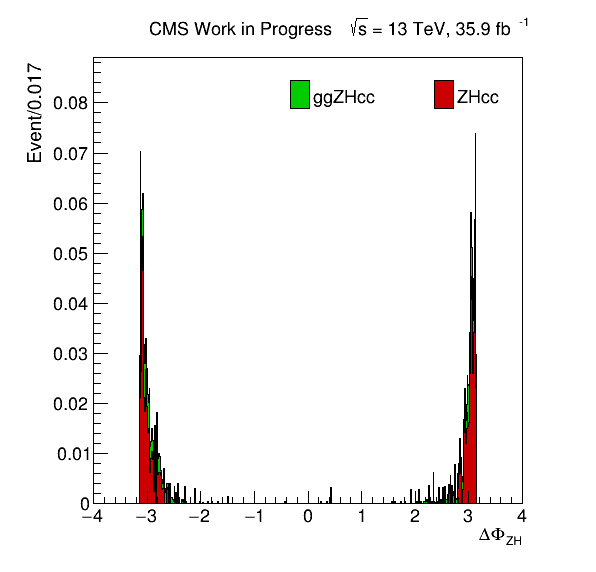 CMS Work in Progress √s = 13 TeV, 35.9 fb⁻¹
Event/0.017
ggZHcc ZHcc
0.08
0.07
0.06
0.05
0.04
0.03
0.02
0.01
0
−4 −3 −2 −1 0 1 2 3 4
ΔΦ_ZH